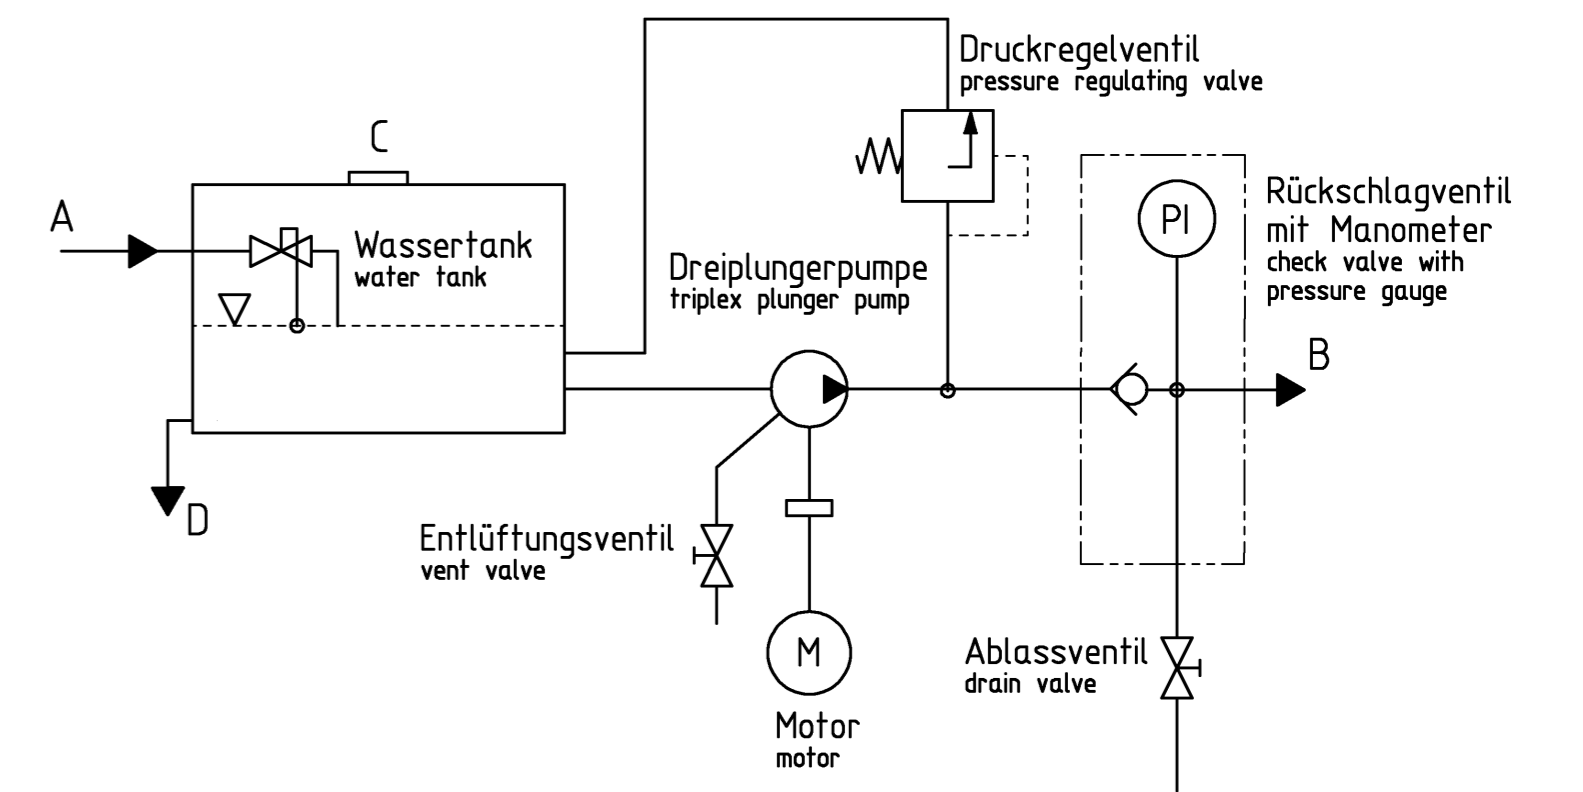 Druckregelventil
pressure regulating valve
C
A
Wassertank
water tank
PI
Rückschlagventil
mit Manometer
check valve with
pressure gauge
Dreiplungerpumpe
triplex plunger pump
B
D
Entlüftungsventil
vent valve
M
Ablassventil
drain valve
Motor
motor